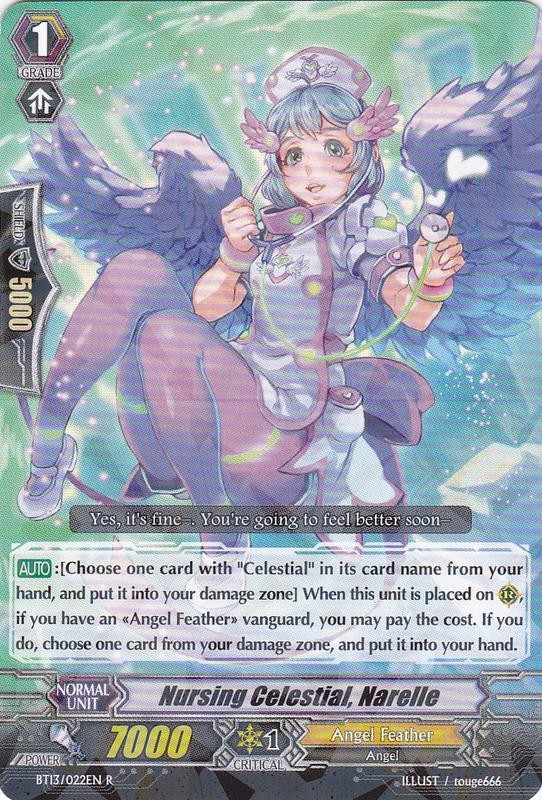 1
GRADE
SHIELD
5000
Yes, it's fine–. You're going to feel better soon–
AUTO:[Choose one card with "Celestial" in its card name from your
hand, and put it into your damage zone] When this unit is placed on R,
if you have an «Angel Feather» vanguard, you may pay the cost. If you
do, choose one card from your damage zone, and put it into your hand.
NORMAL
UNIT
Nursing Celestial, Narelle
POWER
7000
1
CRITICAL
Angel Feather
Angel
BT13/022EN R
ILLUST / touge666